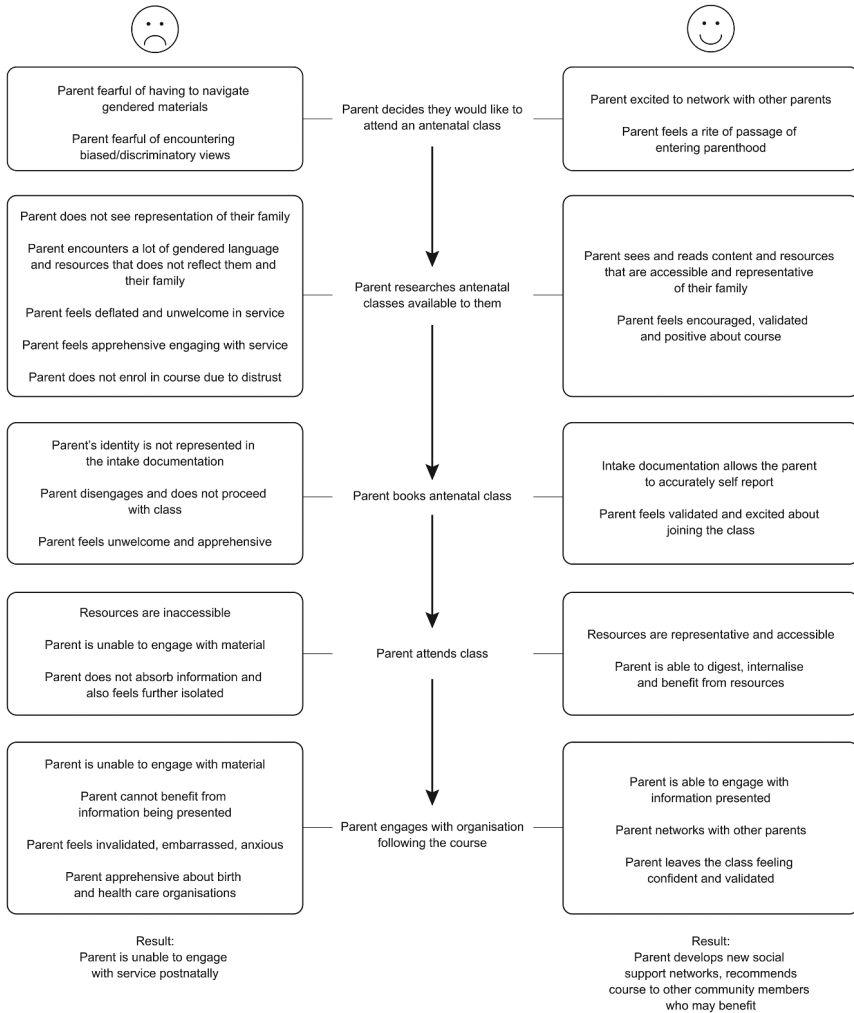 Parent fearful of having to navigate
gendered materials
Parent fearful of encountering
biased/discriminatory views
Parent decides they would like to
attend an antenatal class
Parent excited to network with other parents
Parent feels a rite of passage of
entering parenthood
Parent does not see representation of their family
Parent encounters a lot of gendered language
and resources that does not reflect them and
their family
Parent feels deflated and unwelcome in service
Parent feels apprehensive engaging with service
Parent does not enrol in course due to distrust
Parent researches antenatal
classes available to them
Parent sees and reads content and resources
that are accessible and representative
of their family
Parent feels encouraged, validated
and positive about course
Parent's identity is not represented in
the intake documentation
Parent disengages and does not proceed
with class
Parent feels unwelcome and apprehensive
Parent books antenatal class
Intake documentation allows the parent
to accurately self report
Parent feels validated and excited about
joining the class
Resources are inaccessible
Parent is unable to engage with material
Parent does not absorb information and
also feels further isolated
Parent attends class
Resources are representative and accessible
Parent is able to digest, internalise
and benefit from resources
Parent is unable to engage with material
Parent cannot benefit from
information being presented
Parent feels invalidated, embarrassed, anxious
Parent apprehensive about birth
and health care organisations
Parent engages with organisation
following the course
Parent is able to engage with
information presented
Parent networks with other parents
Parent leaves the class feeling
confident and validated
Result:
Parent is unable to engage
with service postnatally
Result:
Parent develops new social
support networks, recommends
course to other community members
who may benefit